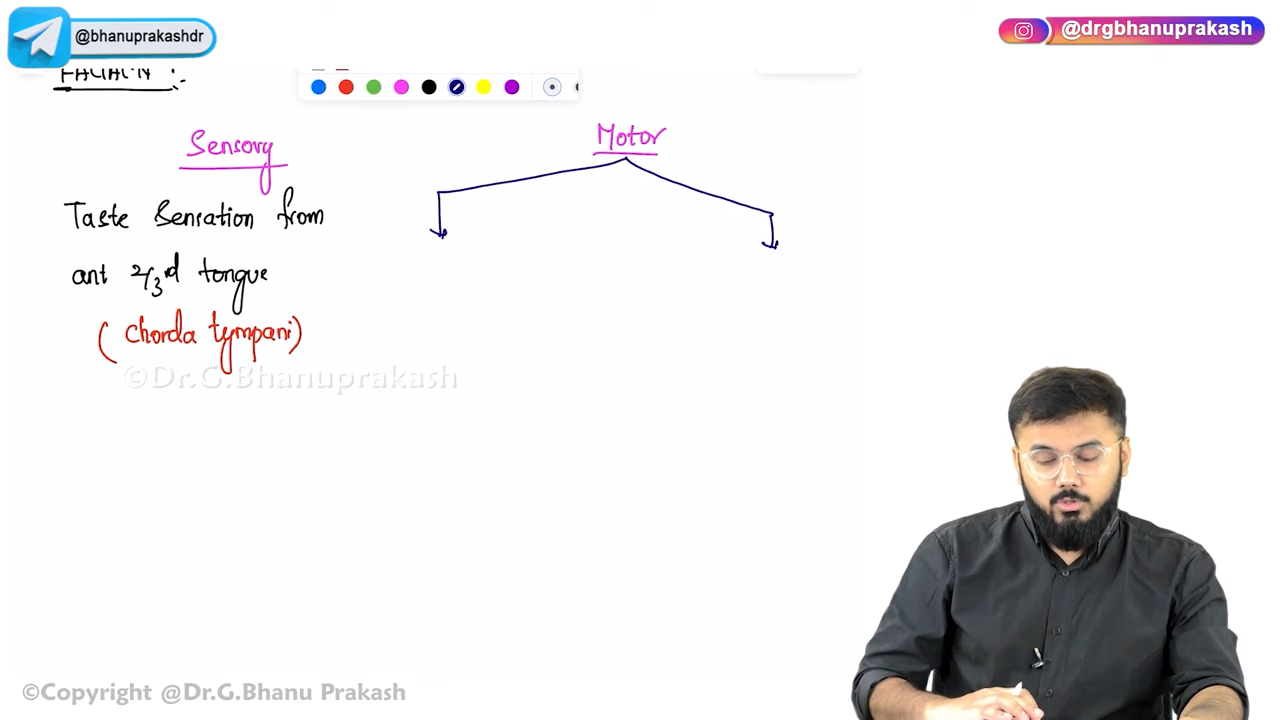 @bhanuprakashdr
@drgbhanuprakash
FACIAL N :
Sensory
Motor
Taste Sensation from
ant 2/3rd tongue
(Chorda tympani)
©Dr.G.Bhanuprakash
©Copyright @Dr.G.Bhanu Prakash